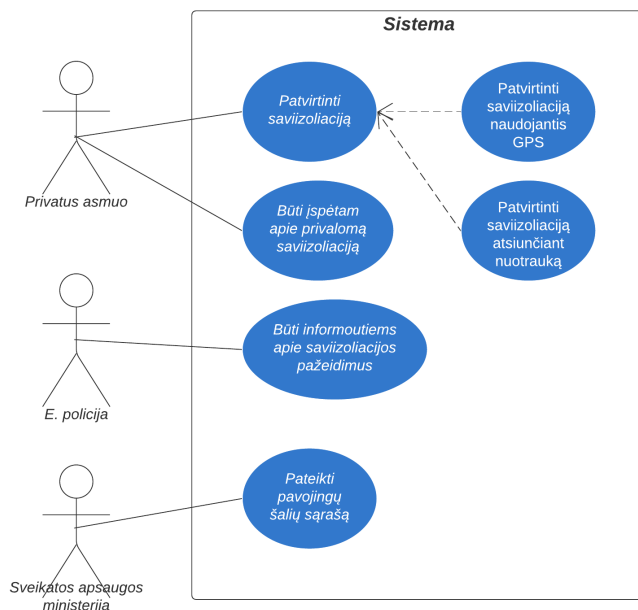 Sistema
Patvirtinti
saviizoliaciją
Patvirtinti
saviizoliaciją
naudojantis
GPS
Privatus asmuo
Būti įspėtam
apie privalomą
saviizoliaciją
Patvirtinti
saviizoliaciją
atsiunčiant
nuotrauką
Būti informoutiems
apie saviizoliacijos
pažeidimus
E. policija
Pateikti
pavojingų
šalių sąrašą
Sveikatos apsaugos
ministerija